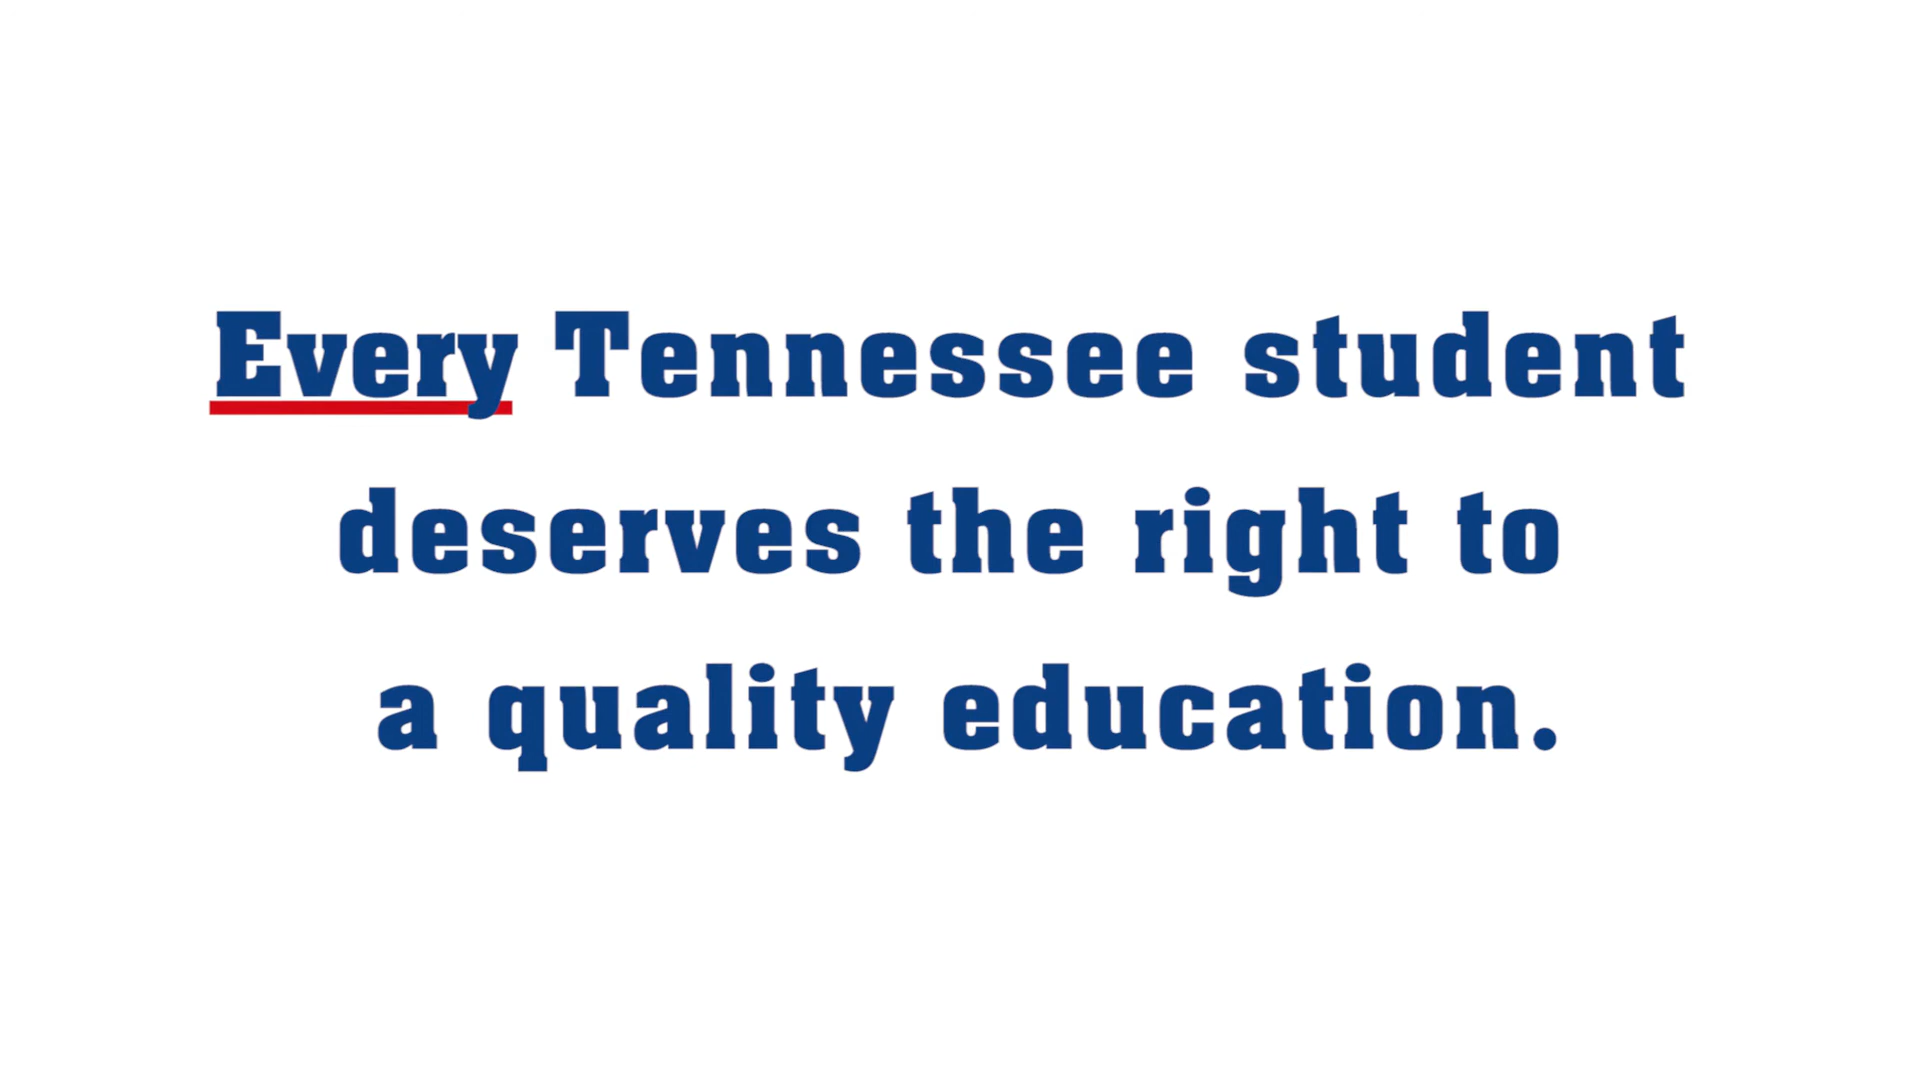 Every Tennessee student
deserves the right to
a quality education.